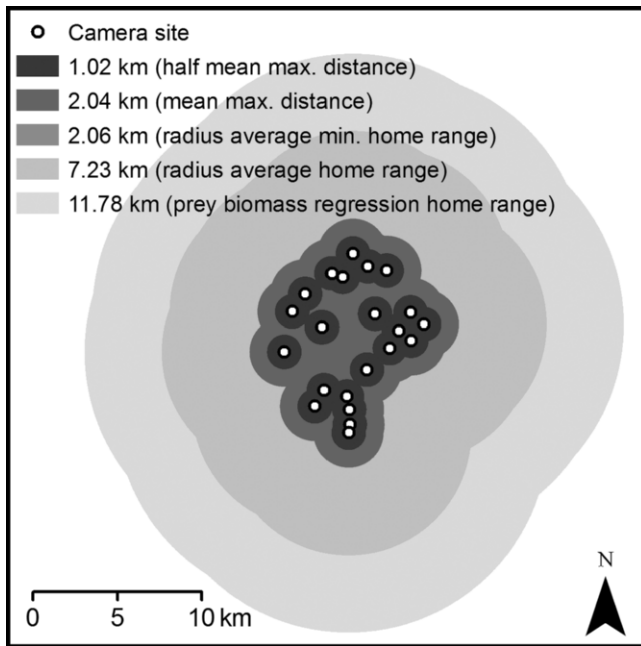 Camera site
1.02 km (half mean max. distance)
2.04 km (mean max. distance)
2.06 km (radius average min. home range)
7.23 km (radius average home range)
11.78 km (prey biomass regression home range)
N
0 5 10 km